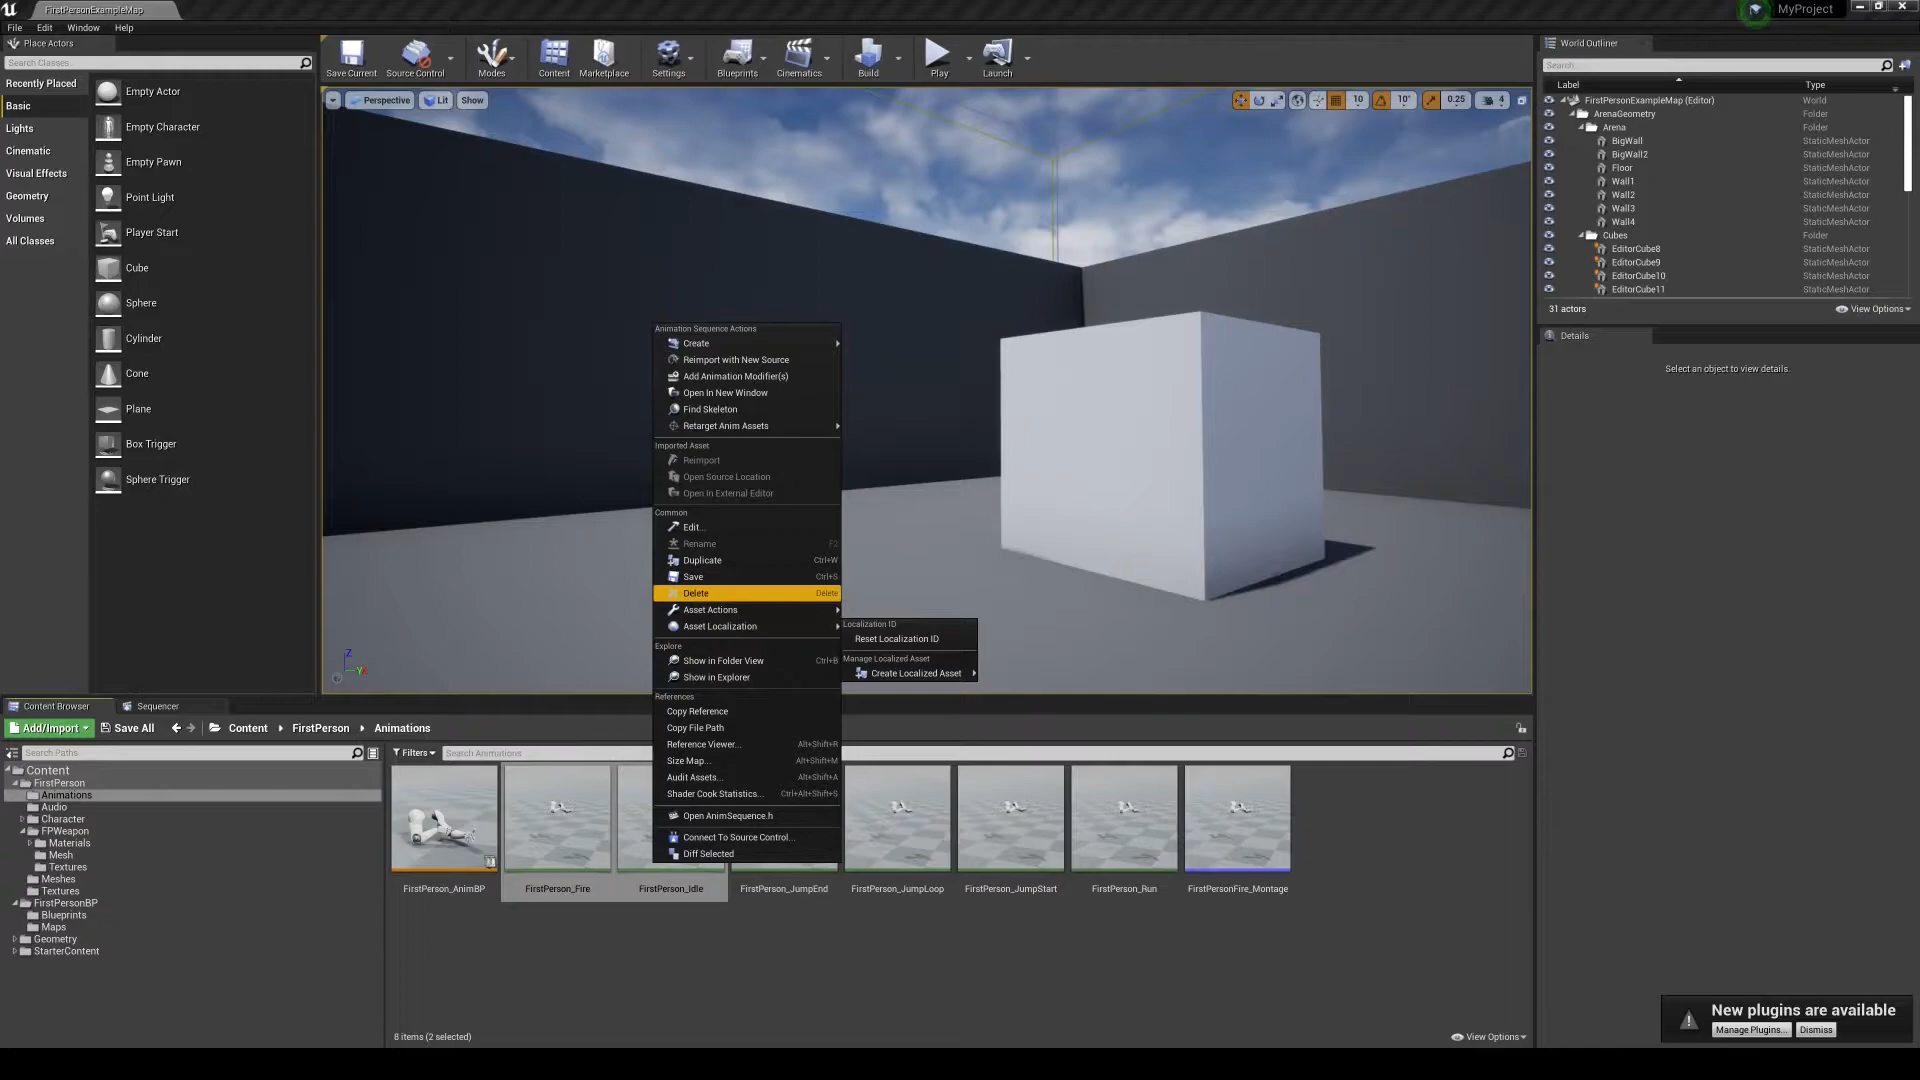 FirstPersonExampleMap
MyProject
File Edit Window Help
Place Actors
Search Classes
Recently Placed
Basic
Lights
Cinematic
Visual Effects
Geometry
Volumes
All Classes
Empty Actor
Empty Character
Empty Pawn
Point Light
Player Start
Cube
Sphere
Cylinder
Cone
Plane
Box Trigger
Sphere Trigger
Save Current
Source Control
Modes
Content
Marketplace
Settings
Blueprints
Cinematics
Build
Play
Launch
Perspective
Lit
Show
10
10°
0.25
4
Animation Sequence Actions
Create
Reimport with New Source
Add Animation Modifier(s)
Open In New Window
Find Skeleton
Retarget Anim Assets
Imported Asset
Reimport
Open Source Location
Open In External Editor
Common
Edit...
Rename F2
Duplicate Ctrl+W
Save Ctrl+S
Delete Delete
Asset Actions
Asset Localization
Explore
Show in Folder View Ctrl+B
Show in Explorer
References
Copy Reference
Copy File Path
Reference Viewer... Alt+Shift+R
Size Map... Alt+Shift+M
Audit Assets... Alt+Shift+A
Shader Cook Statistics... Ctrl+Alt+Shift+S
Open AnimSequence.h
Connect To Source Control...
Diff Selected
Localization ID
Reset Localization ID
Manage Localized Asset
Create Localized Asset
Z
Y
World Outliner
Search...
Label Type
FirstPersonExampleMap (Editor) World
ArenaGeometry Folder
Arena Folder
BigWall StaticMeshActor
BigWall2 StaticMeshActor
Floor StaticMeshActor
Wall1 StaticMeshActor
Wall2 StaticMeshActor
Wall3 StaticMeshActor
Wall4 StaticMeshActor
Cubes Folder
EditorCube8 StaticMeshActor
EditorCube9 StaticMeshActor
EditorCube10 StaticMeshActor
EditorCube11 StaticMeshActor
31 actors
View Options
Details
Select an object to view details.
Content Browser
Sequencer
Add/Import
Save All
Content
FirstPerson
Animations
Search Paths
Filters
Search Animations
Content
FirstPerson
Animations
Audio
Character
FPWeapon
Materials
Mesh
Textures
Meshes
Textures
FirstPersonBP
Blueprints
Maps
Geometry
StarterContent
FirstPerson_AnimBP
FirstPerson_Fire
FirstPerson_Idle
FirstPerson_JumpEnd
FirstPerson_JumpLoop
FirstPerson_JumpStart
FirstPerson_Run
FirstPersonFire_Montage
8 items (2 selected)
View Options
New plugins are available
Manage Plugins...
Dismiss